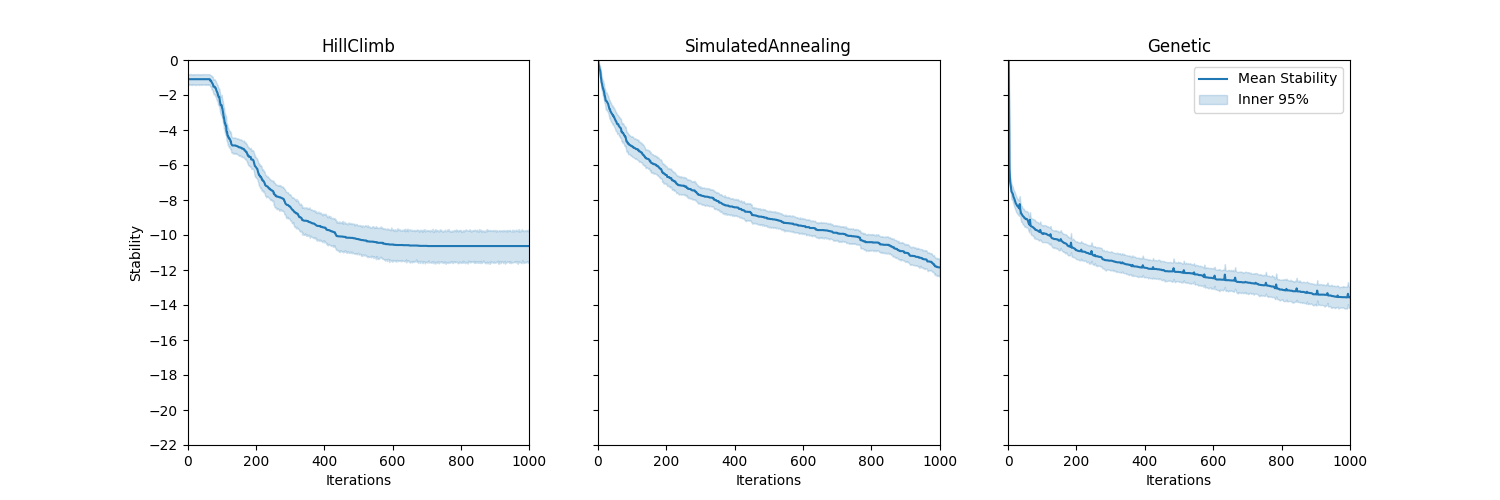 HillClimb
SimulatedAnnealing
Genetic
Stability
0
−2
−4
−6
−8
−10
−12
−14
−16
−18
−20
−22
0 200 400 600 800 1000
Iterations
0 200 400 600 800 1000
Iterations
Mean Stability
Inner 95%
0 200 400 600 800 1000
Iterations